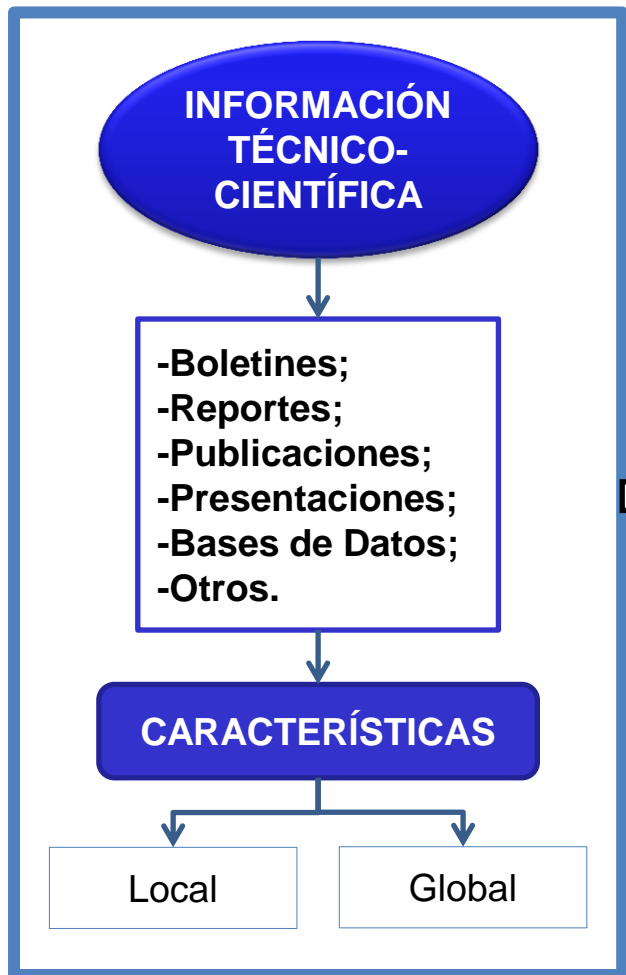 INFORMACIÓN
TÉCNICO-
CIENTÍFICA
-Boletines;
-Reportes;
-Publicaciones;
-Presentaciones;
-Bases de Datos;
-Otros.
CARACTERÍSTICAS
Local
Global